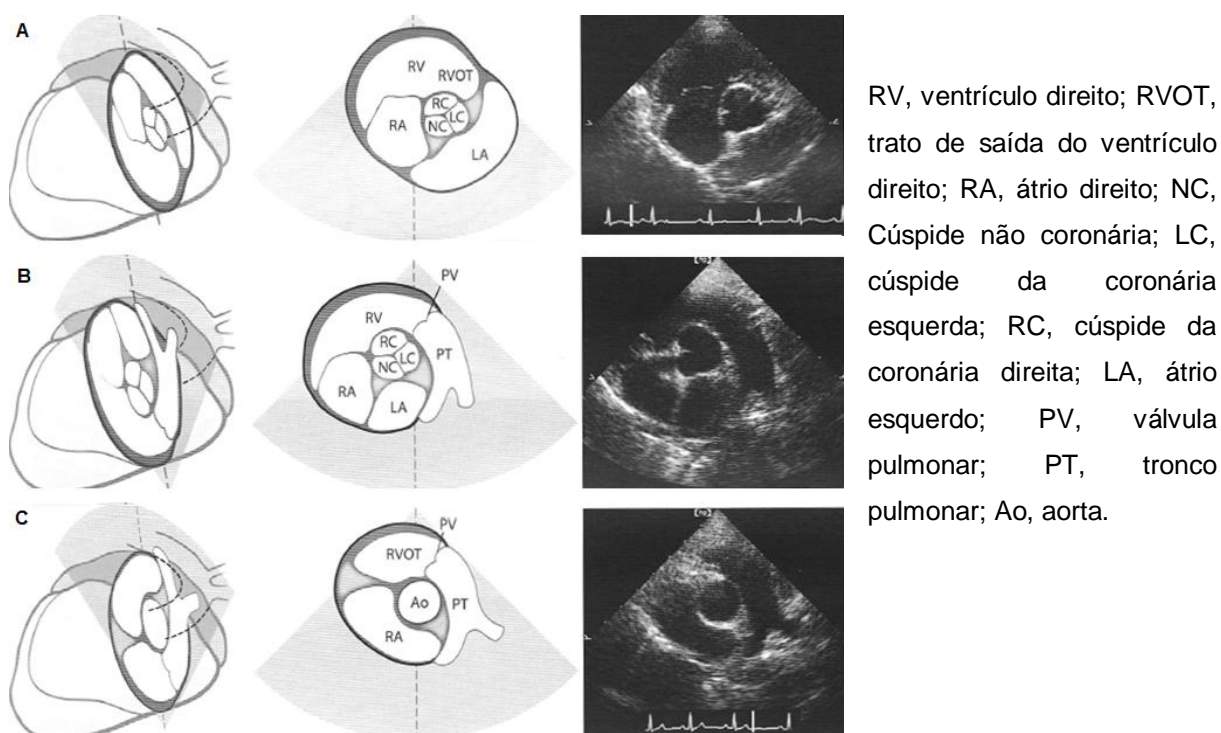 A
RV
RVOT
RC
LC
NC
RA
LA
B
PV
RV
RC
LC
NC
PT
RA
LA
C
PV
RVOT
Ao
PT
RA
RV, ventrículo direito; RVOT,
trato de saída do ventrículo
direito; RA, átrio direito; NC,
Cúspide não coronária; LC,
cúspide da coronária
esquerda; RC, cúspide da
coronária direita; LA, átrio
esquerdo; PV, válvula
pulmonar; PT, tronco
pulmonar; Ao, aorta.